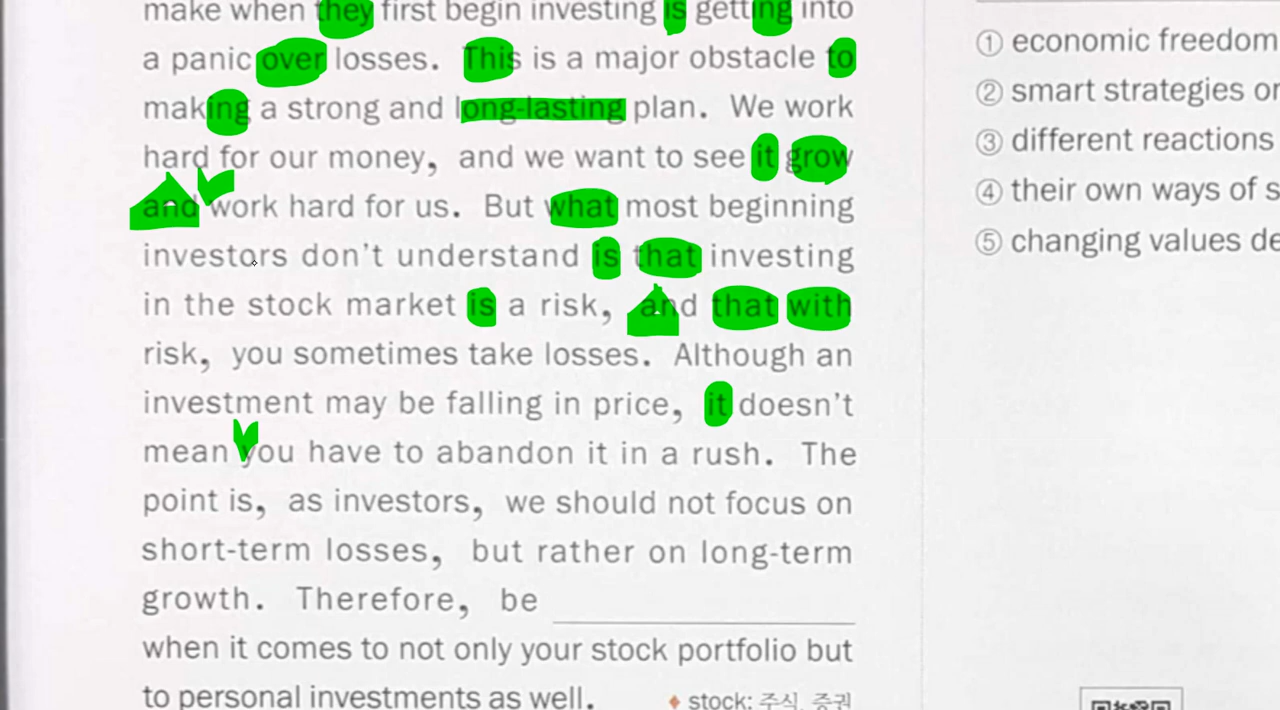 make when they first begin investing is getting into
a panic over losses. This is a major obstacle to
making a strong and long-lasting plan. We work
hard for our money, and we want to see it grow
and work hard for us. But what most beginning
investors don't understand is that investing
in the stock market is a risk, and that with
risk, you sometimes take losses. Although an
investment may be falling in price, it doesn't
mean you have to abandon it in a rush. The
point is, as investors, we should not focus on
short-term losses, but rather on long-term
growth. Therefore, be
when it comes to not only your stock portfolio but
to personal investments as well.
♦ stock: 주식, 증권
① economic freedom
② smart strategies
③ different reactions
④ their own ways of
⑤ changing values